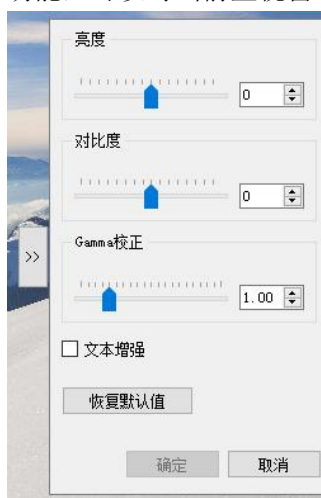 亮度
0
对比度
0
>>
Gamma校正
1.00
文本增强
恢复默认值
确定 取消